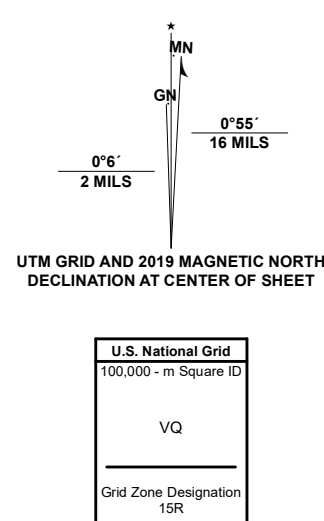 ★
MN
GN
0°55´
16 MILS
0°6´
2 MILS
UTM GRID AND 2019 MAGNETIC NORTH
DECLINATION AT CENTER OF SHEET
U.S. National Grid
100,000 - m Square ID
VQ
Grid Zone Designation
15R